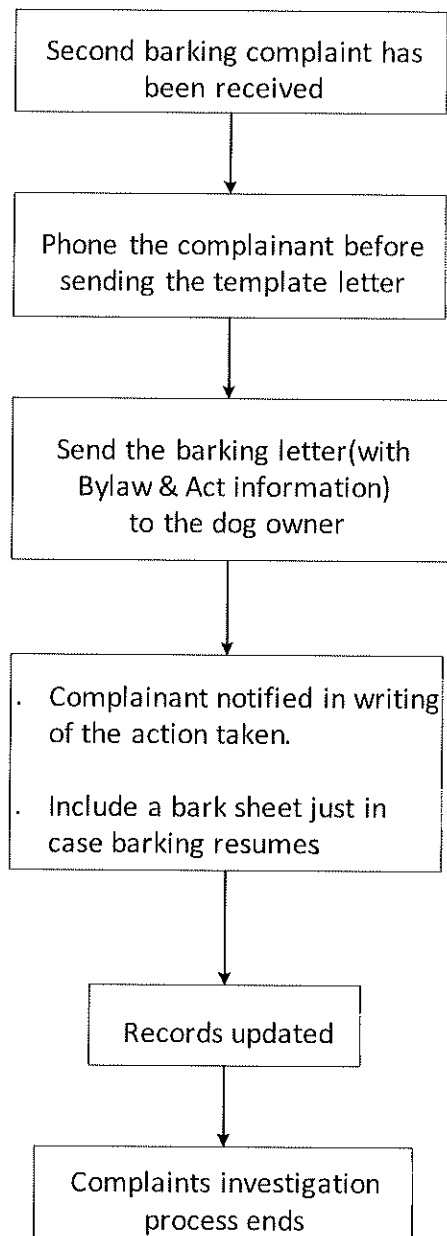 Second barking complaint has
been received
Phone the complainant before
sending the template letter
Send the barking letter(with
Bylaw & Act information)
to the dog owner
. Complainant notified in writing
of the action taken.
. Include a bark sheet just in
case barking resumes
Records updated
Complaints investigation
process ends